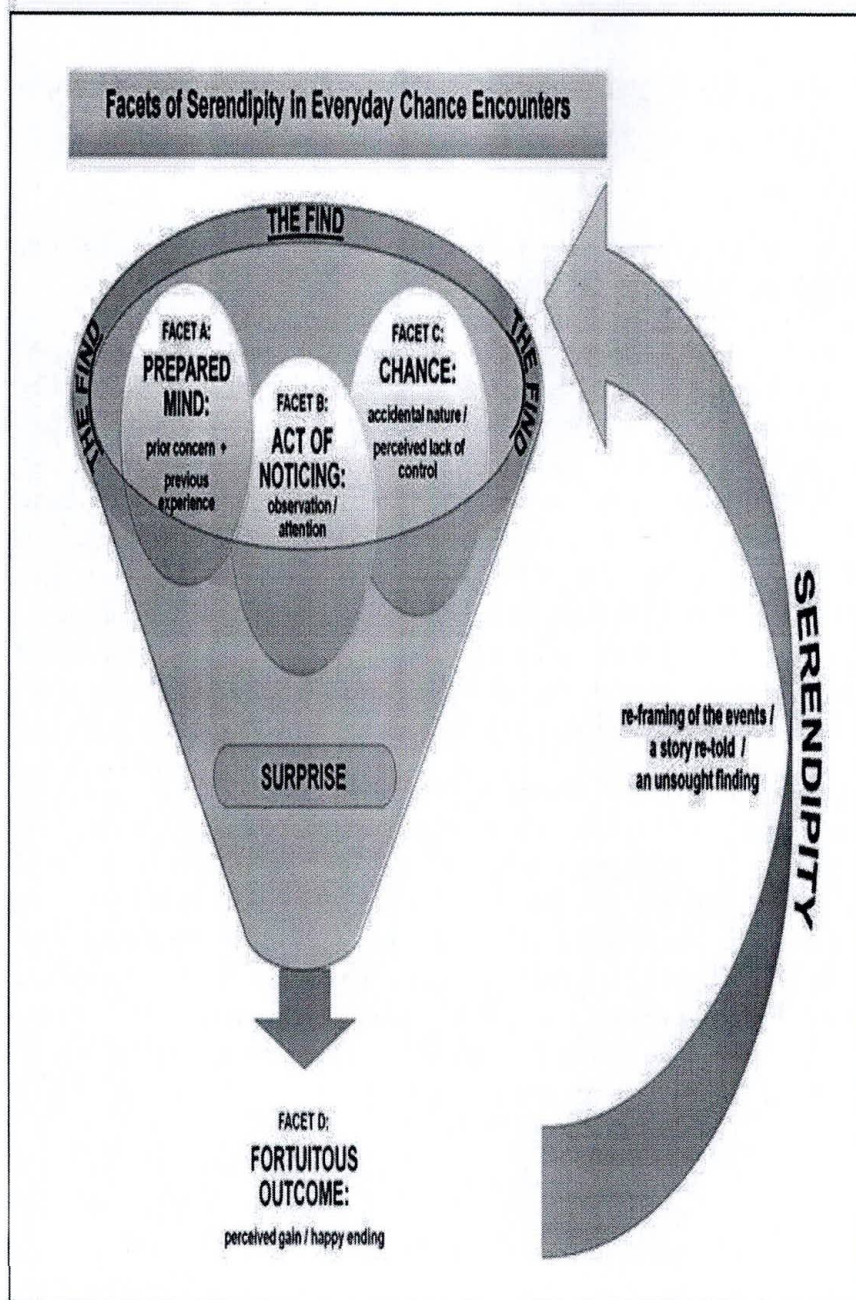 Facets of Serendipity in Everyday Chance Encounters
THE FIND
THE FIND
THE FIND
FACET A:
PREPARED
MIND:
prior concern +
previous
experience
FACET B:
ACT OF
NOTICING:
observation /
attention
FACET C:
CHANCE:
accidental nature /
perceived lack of
control
SURPRISE
FACET D:
FORTUITOUS
OUTCOME:
perceived gain / happy ending
re-framing of the events /
a story re-told /
an unsought finding
SERENDIPITY